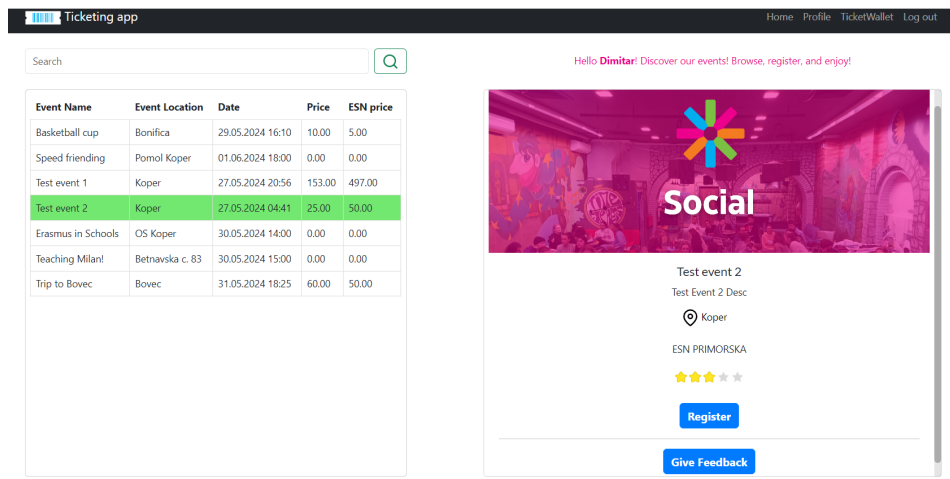 Ticketing app
Home Profile TicketWallet Log out
Search
Hello Dimitar! Discover our events! Browse, register, and enjoy!
Event Name Event Location Date Price ESN price
Basketball cup Bonifica 29.05.2024 16:10 10.00 5.00
Speed friending Pomol Koper 01.06.2024 18:00 0.00 0.00
Test event 1 Koper 27.05.2024 20:56 153.00 497.00
Test event 2 Koper 27.05.2024 04:41 25.00 50.00
Erasmus in Schools OS Koper 30.05.2024 14:00 0.00 0.00
Teaching Milan! Betnavska c. 83 30.05.2024 15:00 0.00 0.00
Trip to Bovec Bovec 31.05.2024 18:25 60.00 50.00
Social
Test event 2
Test Event 2 Desc
Koper
ESN PRIMORSKA
Register
Give Feedback